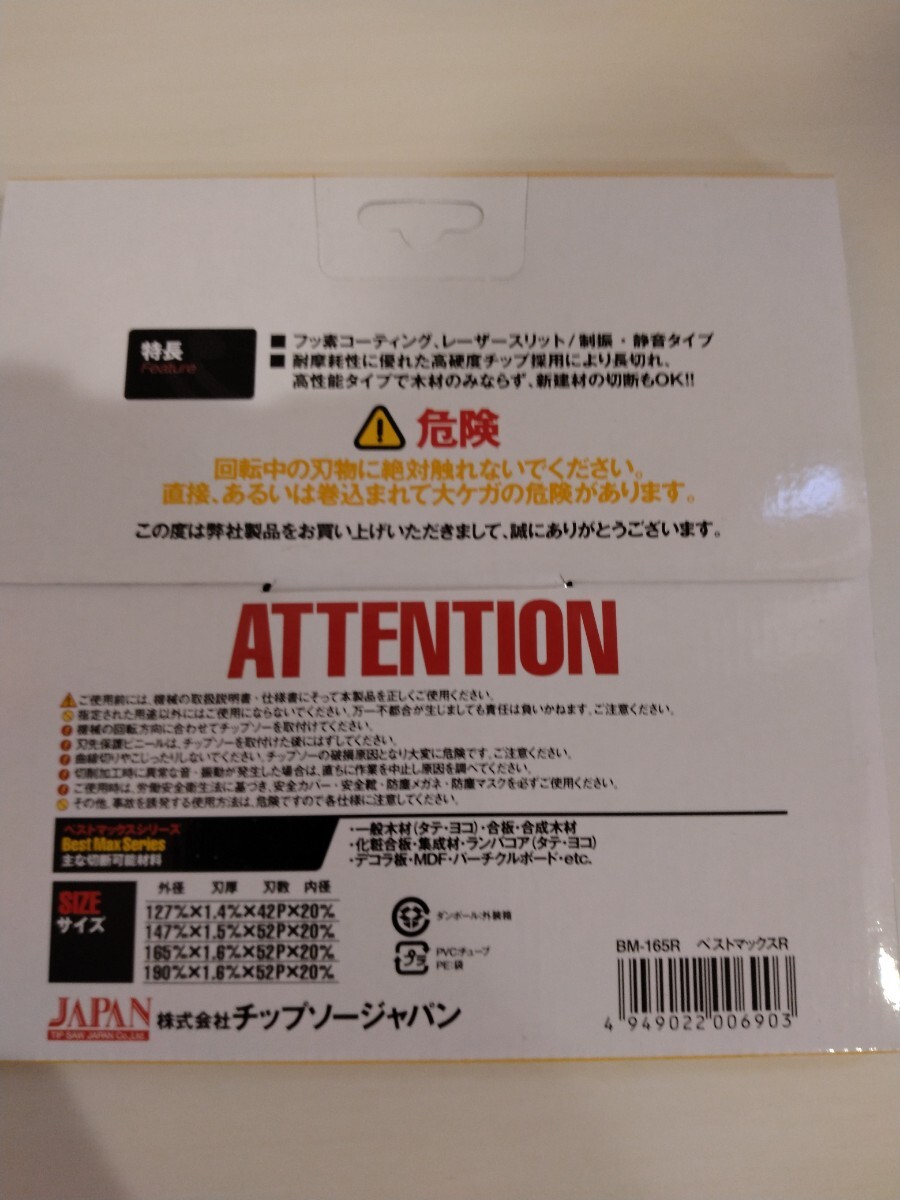 特長
Feature
■ フッ素コーティング、レーザースリット/制振・静音タイプ
■ 耐摩耗性に優れた高硬度チップ採用により長切れ。
高性能タイプで木材のみならず、新建材の切断もOK!!
危険
回転中の刃物に絶対触れないでください。
直接、あるいは巻込まれて大ケガの危険があります。
この度は弊社製品をお買い上げいただきまして、誠にありがとうございます。
ATTENTION
ご使用前には、機械の取扱説明書・仕様書にそって本製品を正しくご使用ください。
指定された用途以外にはご使用にならないでください。万一不都合が生じましても責任は負いかねます。ご注意ください。
機械の回転方向に合わせてチップソーを取付けてください。
刃先保護ビニールは、チップソーを取付けた後にはずしてください。
曲線切りやこじったりしないでください。チップソーの破損原因となり大変に危険です。ご注意ください。
切削加工時に異常な音・振動が発生した場合は、直ちに作業を中止し原因を調べてください。
ご使用時は、労働安全衛生法に基づき、安全カバー・安全靴・防塵メガネ・防塵マスクを必ずご使用ください。
その他、事故を誘発する使用方法は、危険ですので各仕様に注意してください。
ベストマックスシリーズ
Best Max Series
主な切断可能材料
・一般木材(タテ・ヨコ)・合板・合成木材
・化粧合板・集成材・ランバコア(タテ・ヨコ)
・デコラ板・MDF・パーチクルボード・etc.
SIZE
サイズ
外径 刃厚 刃数 内径
127㎜×1.4㎜×42P×20㎜
147㎜×1.5㎜×52P×20㎜
165㎜×1.6㎜×52P×20㎜
190㎜×1.6㎜×52P×20㎜
ダンボール:外装箱
プラ
PVC:チューブ
PE:袋
BM-165R ベストマックスR
4 949022 006903
JAPAN
TIP SAW JAPAN Co.,Ltd.
株式会社チップソージャパン